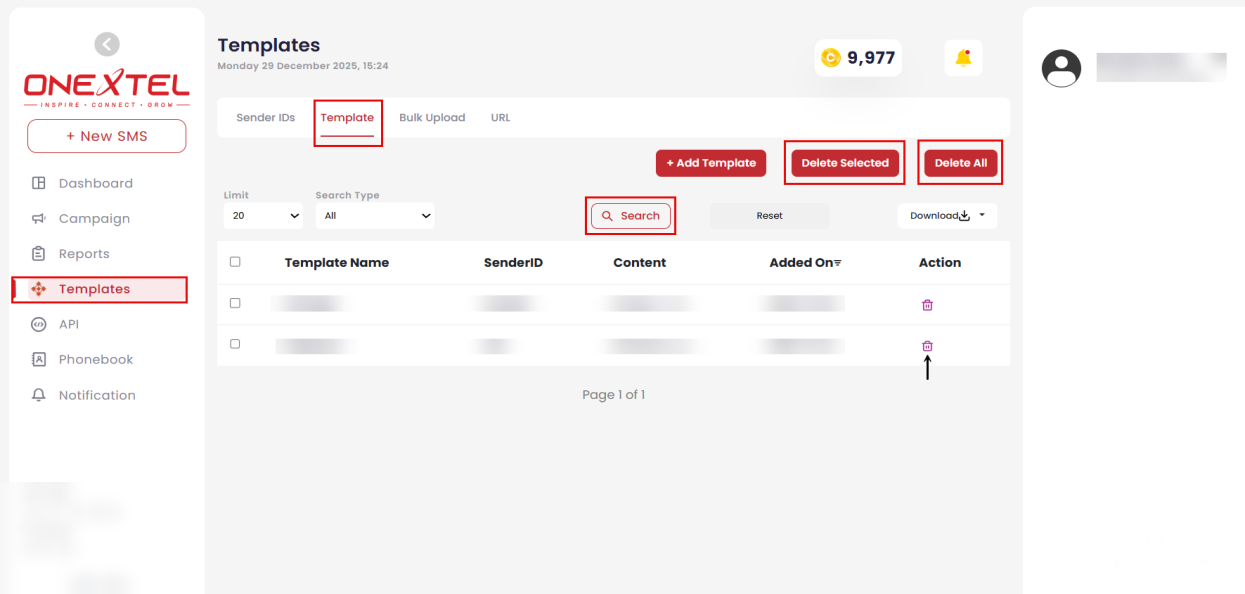 ONEXTEL
INSPIRE • CONNECT • GROW
+ New SMS
Dashboard
Campaign
Reports
Templates
API
Phonebook
Notification
Templates
Monday 29 December 2025, 15:24
9,977
Sender IDs Template Bulk Upload URL
+ Add Template Delete Selected Delete All
Limit Search Type
20 All Search Reset Download
Template Name SenderID Content Added On Action
Page 1 of 1